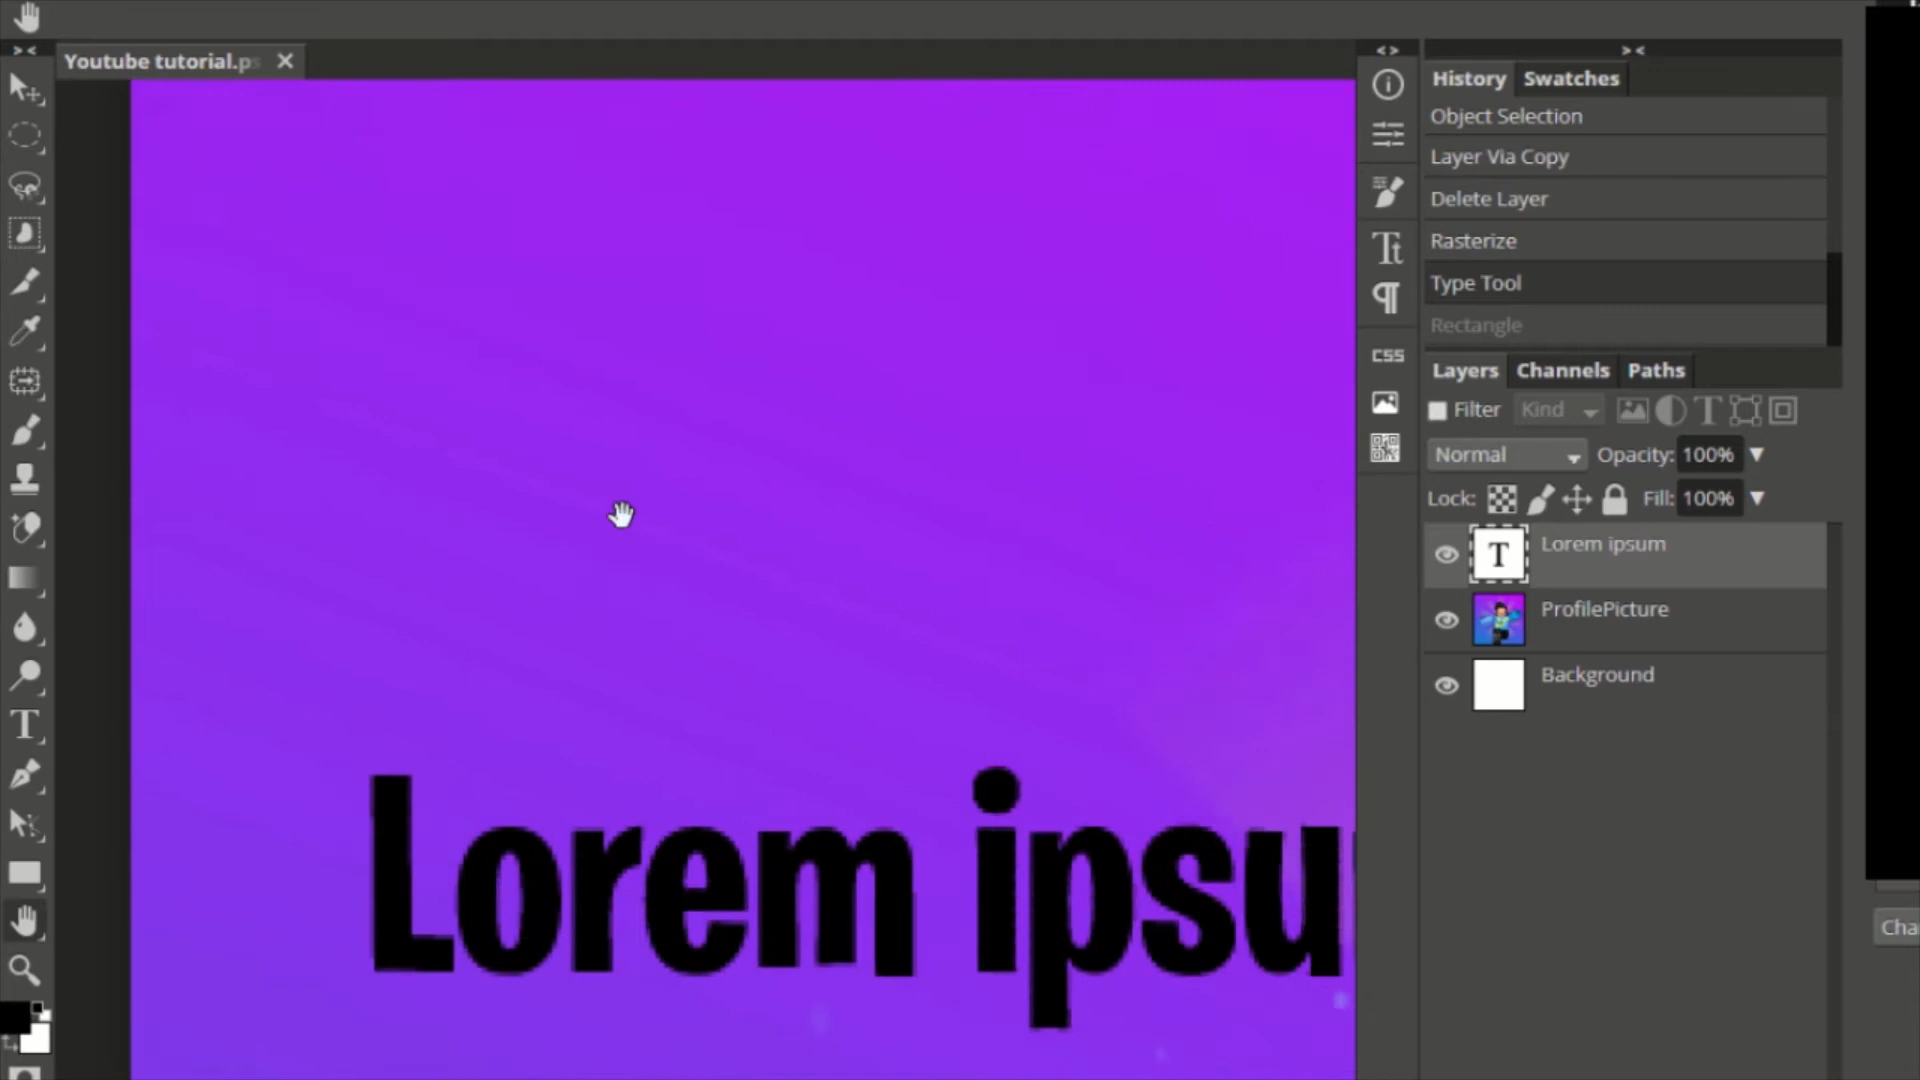 Youtube tutorial.ps
History Swatches
Object Selection
Layer Via Copy
Delete Layer
Rasterize
Type Tool
Rectangle
CSS
Layers Channels Paths
Filter Kind
Normal Opacity: 100%
Lock: Fill: 100%
T Lorem ipsum
ProfilePicture
Background
Lorem ipsu
Cha